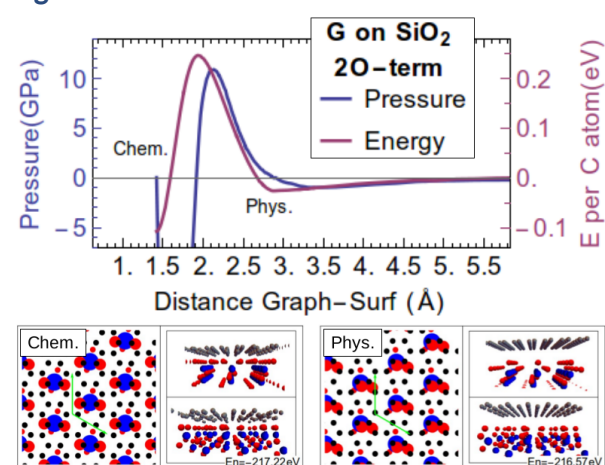 G on SiO2
2O-term
Pressure
Energy
Pressure(GPa)
10
5
0
-5
Chem.
Phys.
0.2
0.1
0.
-0.1
E per C atom(eV)
1. 1.5 2. 2.5 3. 3.5 4. 4.5 5. 5.5
Distance Graph-Surf (Å)
Chem.
En=-217.22eV
Phys.
En=-216.57eV